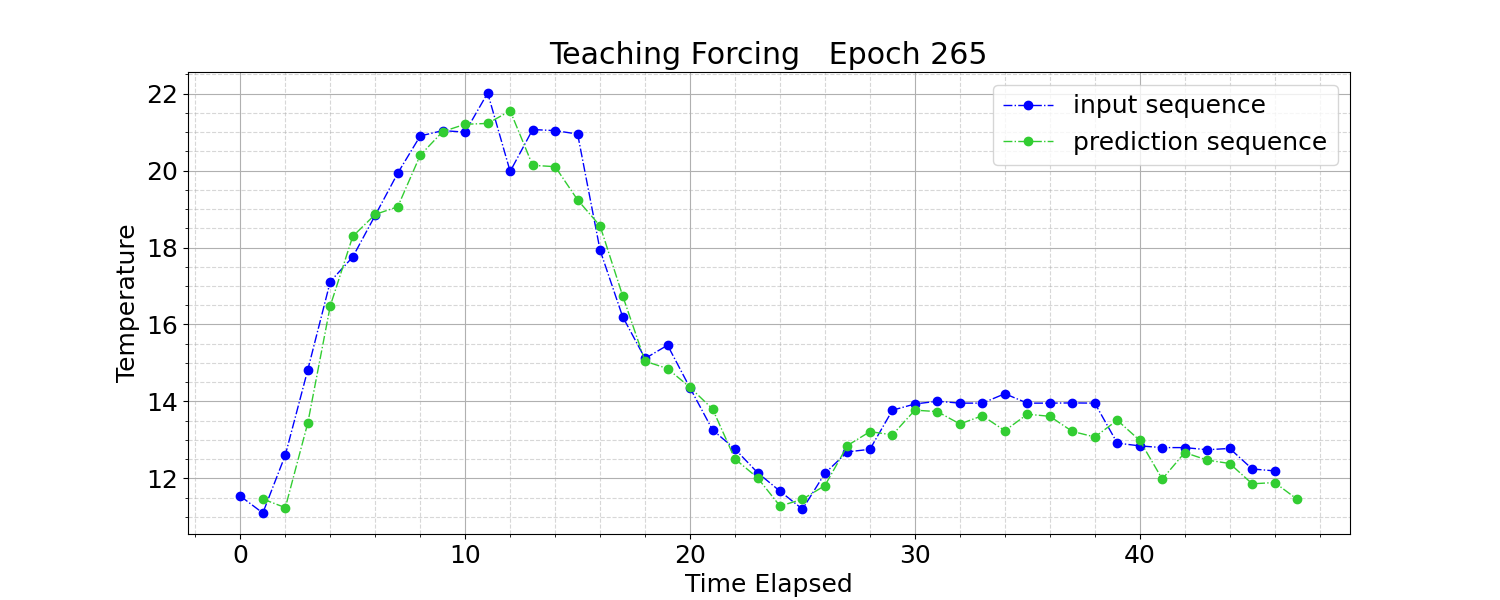 Teaching Forcing   Epoch 265
22
20
18
16
14
12
Temperature
input sequence
prediction sequence
0 10 20 30 40
Time Elapsed